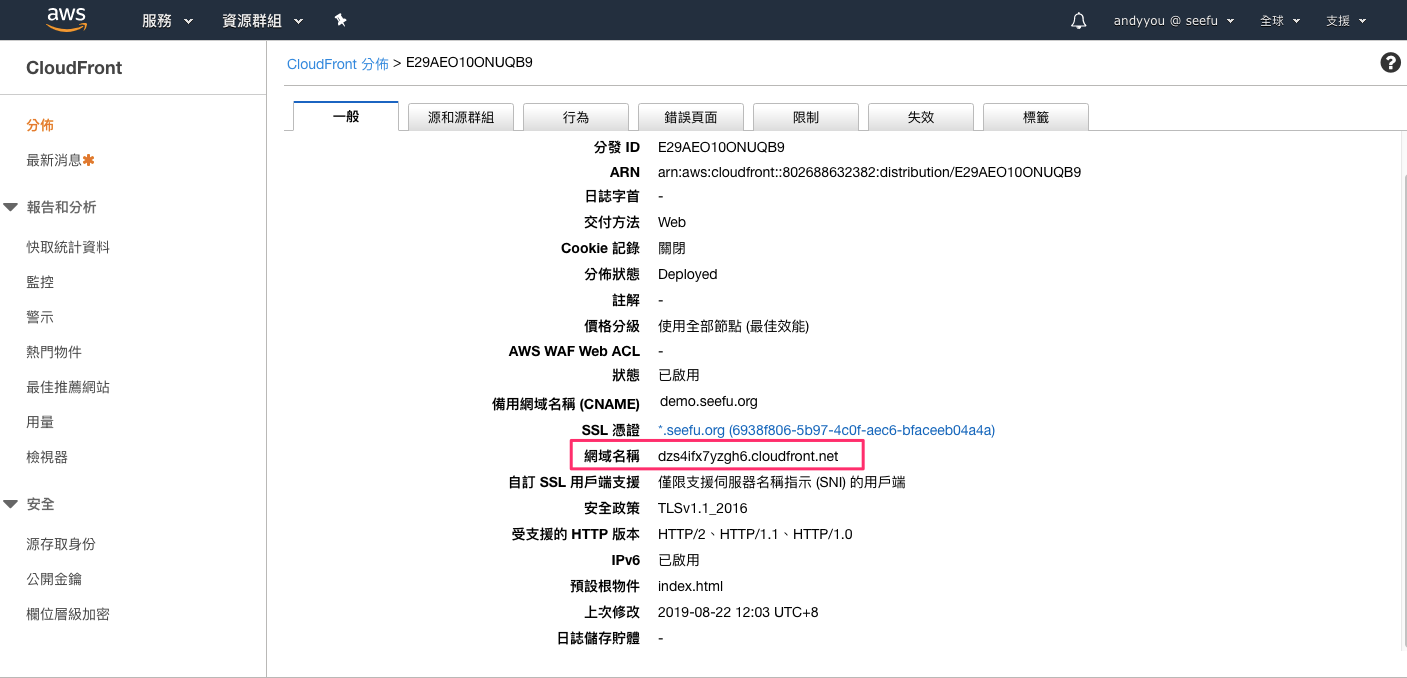 aws 服務 資源群組 andyyou @ seefu 全球 支援
CloudFront
分佈
最新消息✱
報告和分析
快取統計資料
監控
警示
熱門物件
最佳推薦網站
用量
檢視器
安全
源存取身份
公開金鑰
欄位層級加密
CloudFront 分佈 > E29AEO10ONUQB9
一般 源和源群組 行為 錯誤頁面 限制 失效 標籤
分發 ID E29AEO10ONUQB9
ARN arn:aws:cloudfront::802688632382:distribution/E29AEO10ONUQB9
日誌字首 -
交付方法 Web
Cookie 記錄 關閉
分佈狀態 Deployed
註解 -
價格分級 使用全部節點 (最佳效能)
AWS WAF Web ACL -
狀態 已啟用
備用網域名稱 (CNAME) demo.seefu.org
SSL 憑證 *.seefu.org (6938f806-5b97-4c0f-aec6-bfaceeb04a4a)
網域名稱 dzs4ifx7yzgh6.cloudfront.net
自訂 SSL 用戶端支援 僅限支援伺服器名稱指示 (SNI) 的用戶端
安全政策 TLSv1.1_2016
受支援的 HTTP 版本 HTTP/2、HTTP/1.1、HTTP/1.0
IPv6 已啟用
預設根物件 index.html
上次修改 2019-08-22 12:03 UTC+8
日誌儲存貯體 -